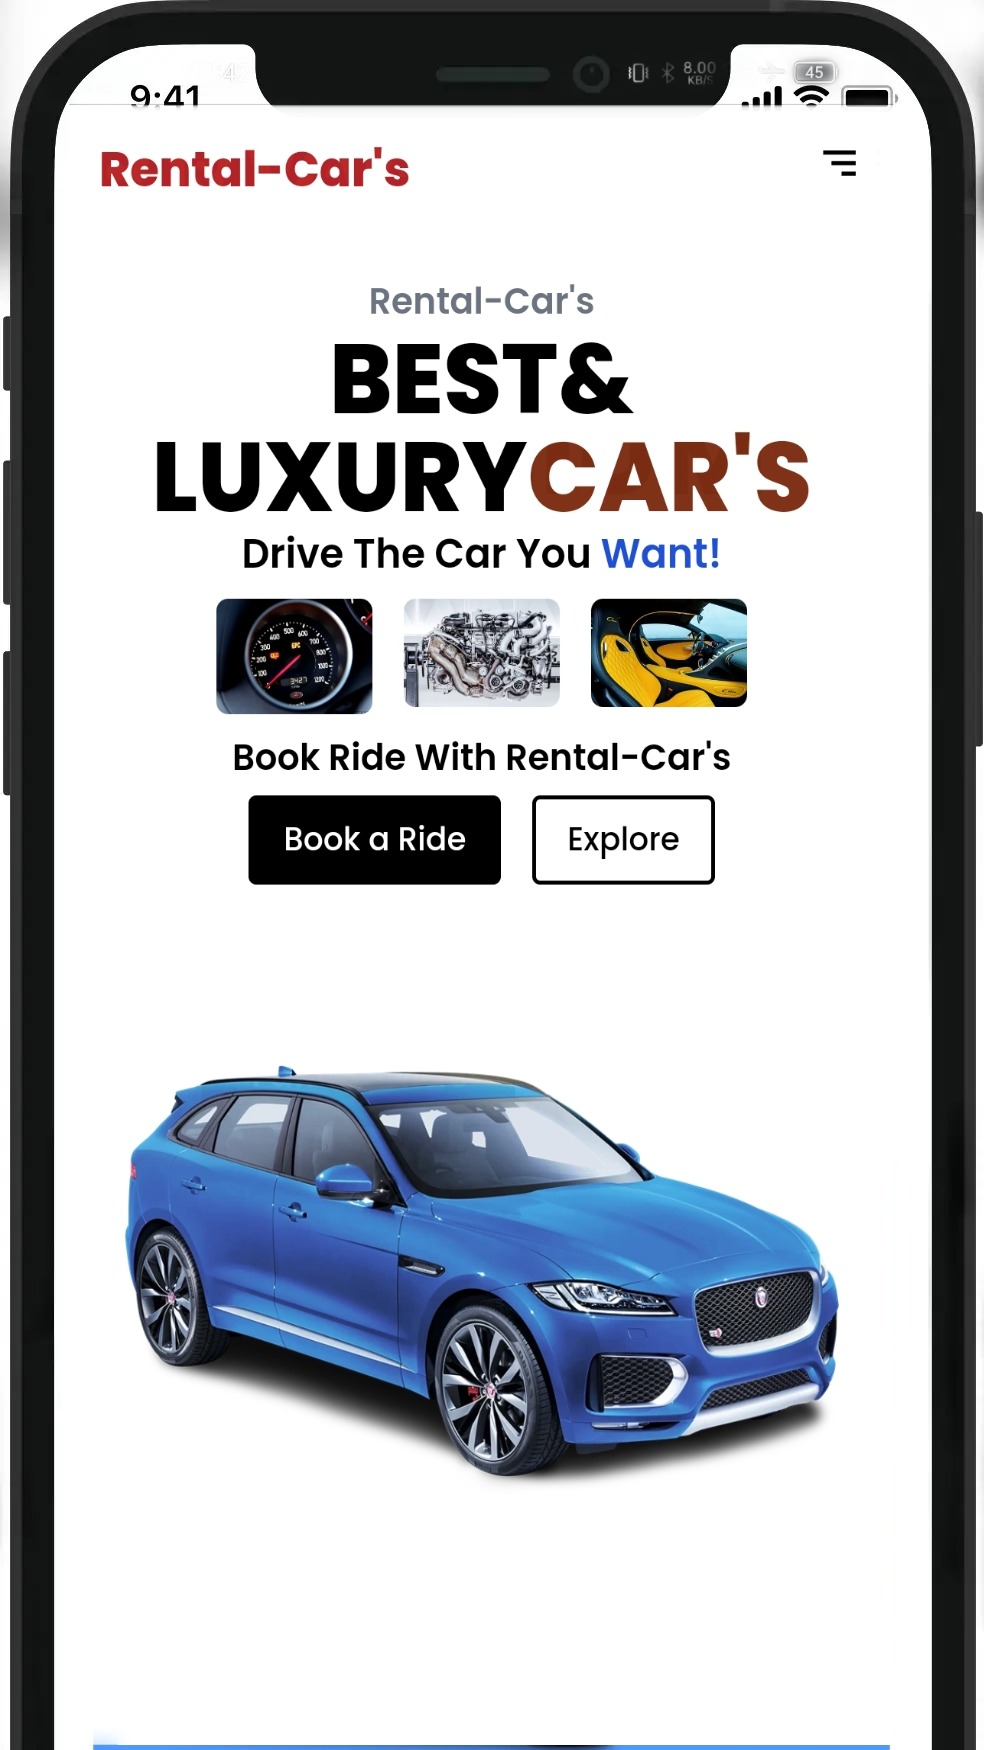 9:41
8.00
KB/S
45
Rental-Car's
Rental-Car's
BEST&
LUXURYCAR'S
Drive The Car You Want!
Book Ride With Rental-Car's
Book a Ride
Explore